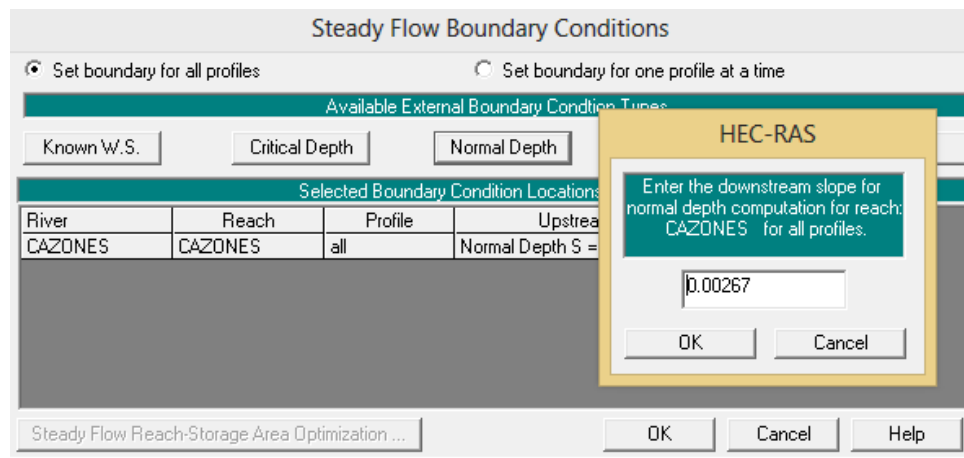 Steady Flow Boundary Conditions
Set boundary for all profiles Set boundary for one profile at a time
Available External Boundary Condtion Types
Known W.S. Critical Depth Normal Depth
HEC-RAS
Selected Boundary Condition Locations
Enter the downstream slope for
normal depth computation for reach:
CAZONES for all profiles.
River Reach Profile Upstrea
CAZONES CAZONES all Normal Depth S =
0.00267
OK Cancel
Steady Flow Reach-Storage Area Optimization ... OK Cancel Help